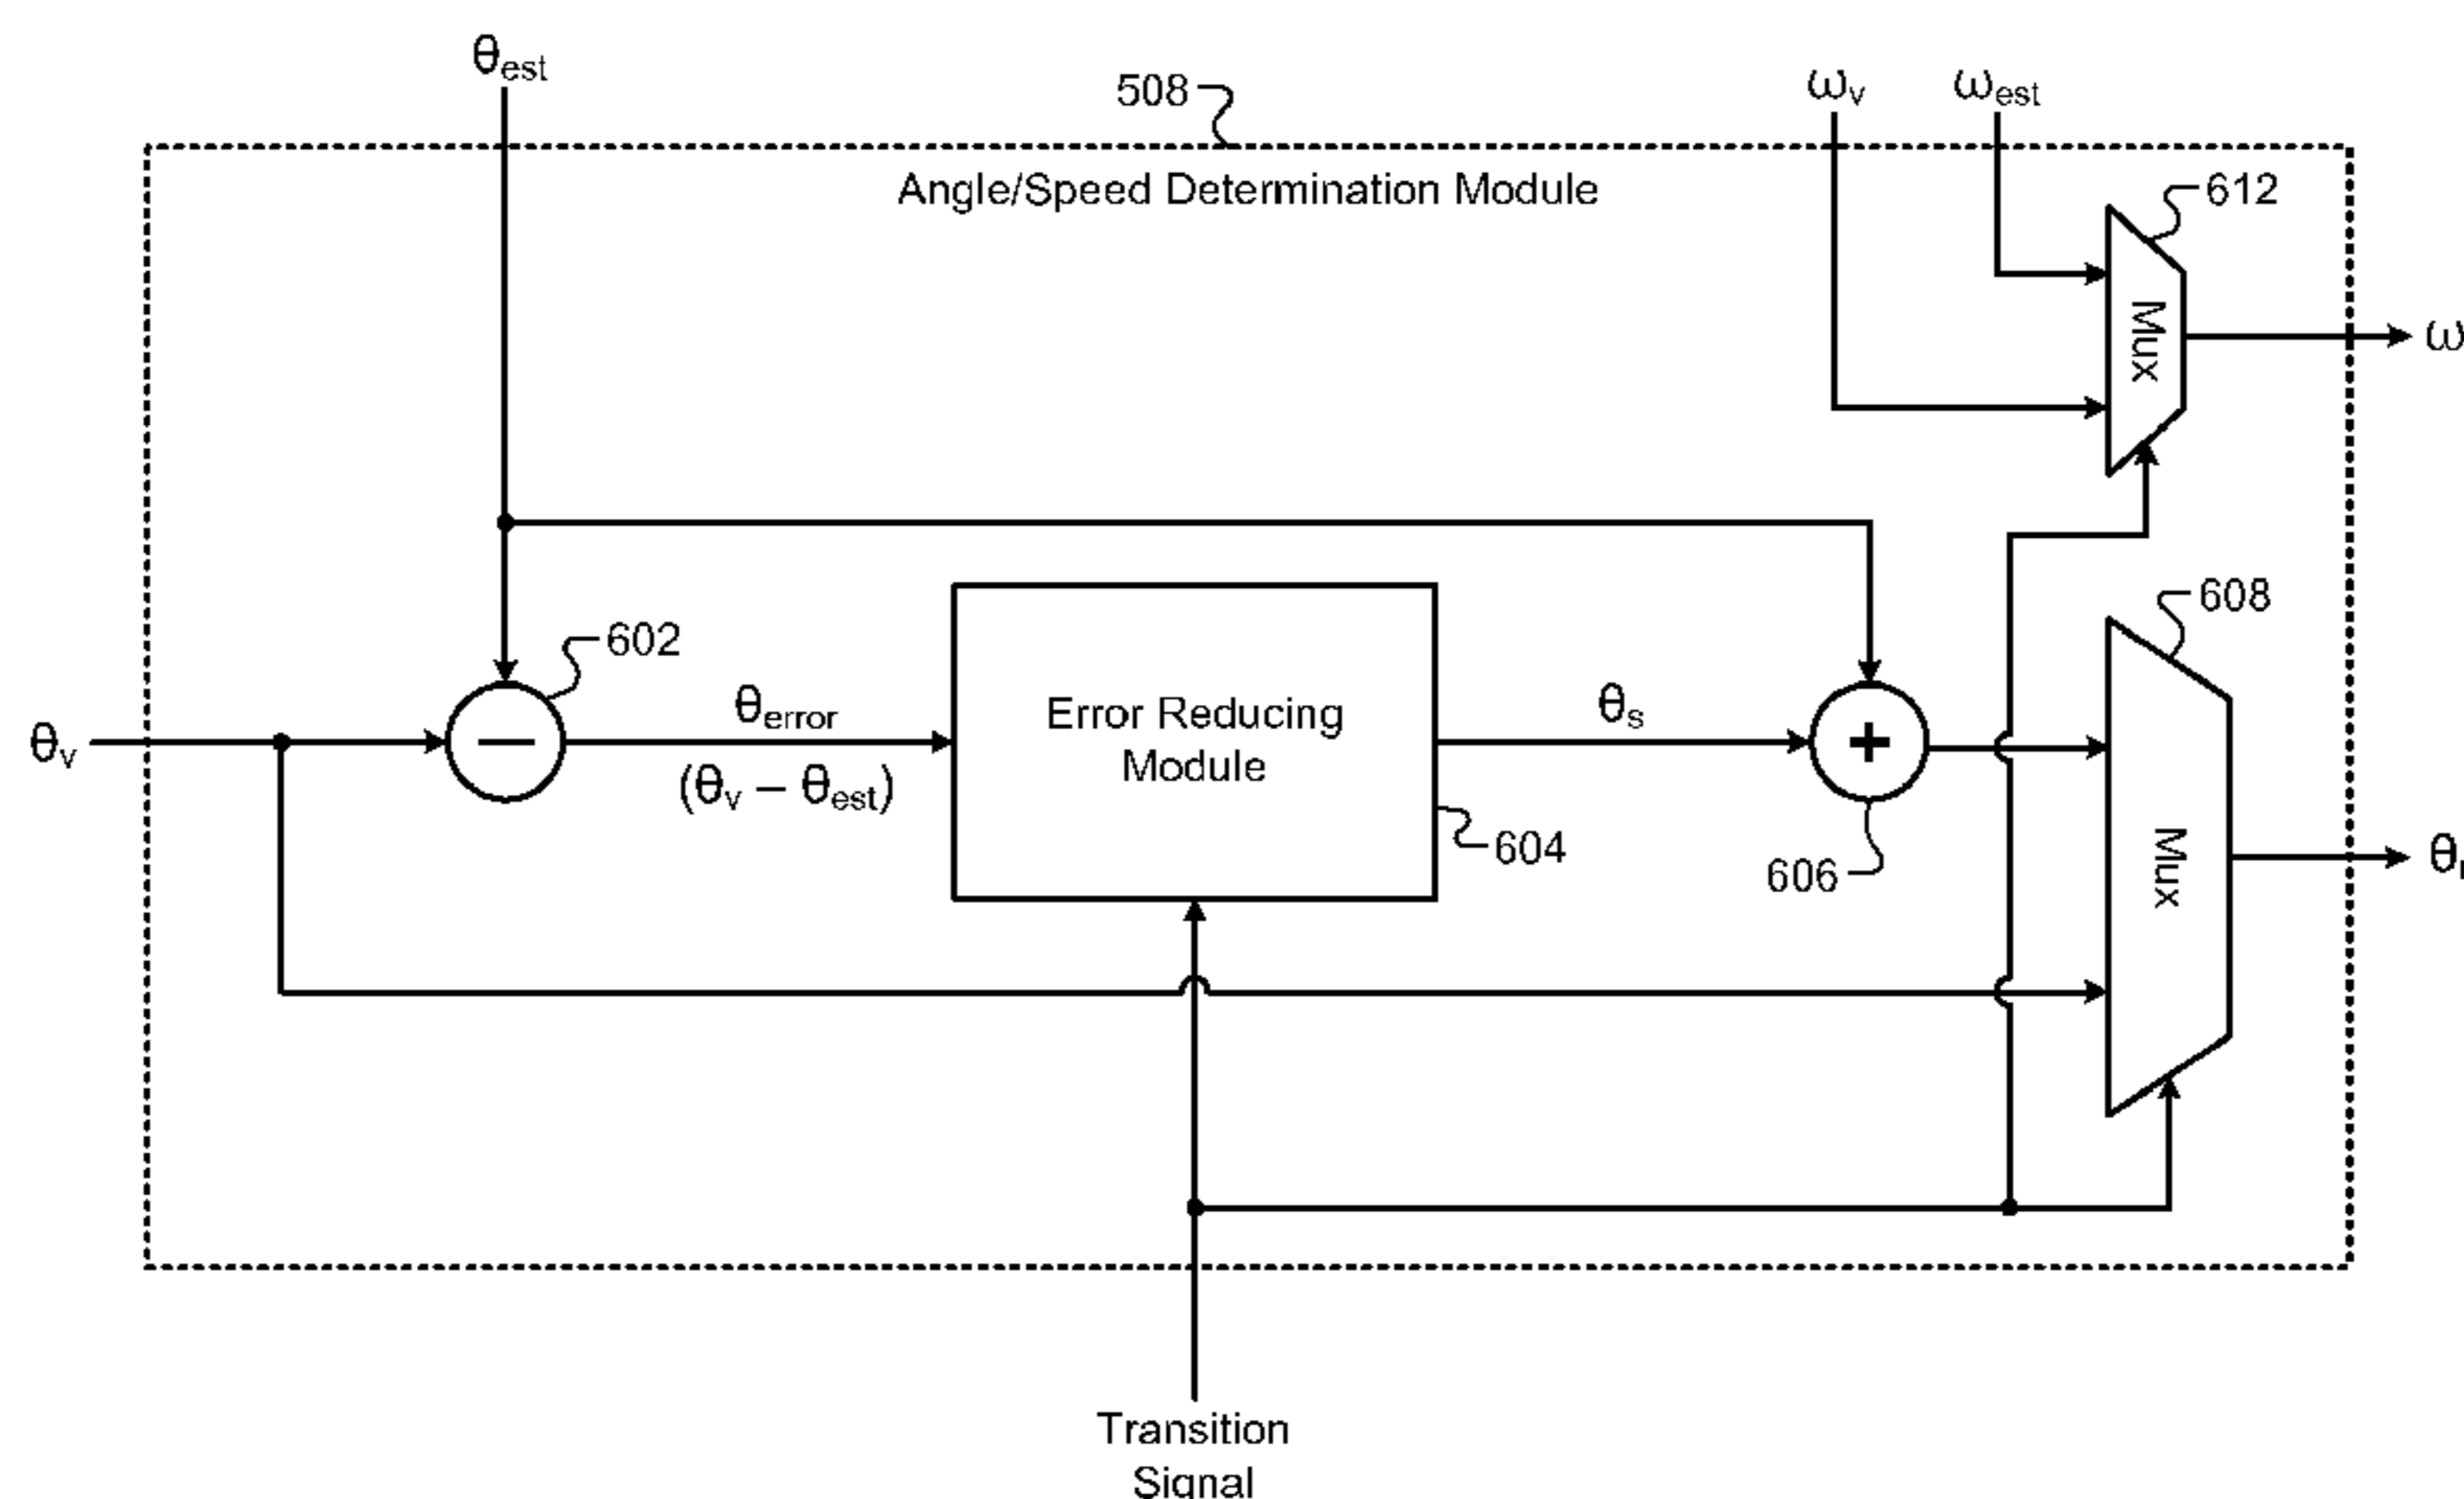 θest
508
ωv
ωest
Angle/Speed Determination Module
612
Mux
ω
602
608
θv
−
θerror
(θv – θest)
Error Reducing
Module
θs
+
604
606
Mux
θ
Transition
Signal